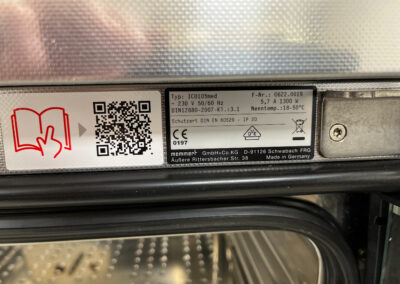 Typ: ICO105med F-Nr.: O622.0018
~ 230 V 50/60 Hz 5,7 A 1300 W
DIN12880:2007-Kl.:3.1 Nenntemp.:18-50°C
Schutzart DIN EN 60529 : IP 20
CE
0197
memmert GmbH+Co.KG D-91126 Schwabach FRG
Äußere Rittersbacher Str. 38 Made in Germany